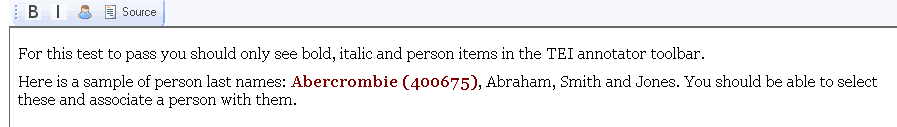 B I Source
For this test to pass you should only see bold, italic and person items in the TEI annotator toolbar.
Here is a sample of person last names: Abercrombie (400675), Abraham, Smith and Jones. You should be able to select
these and associate a person with them.